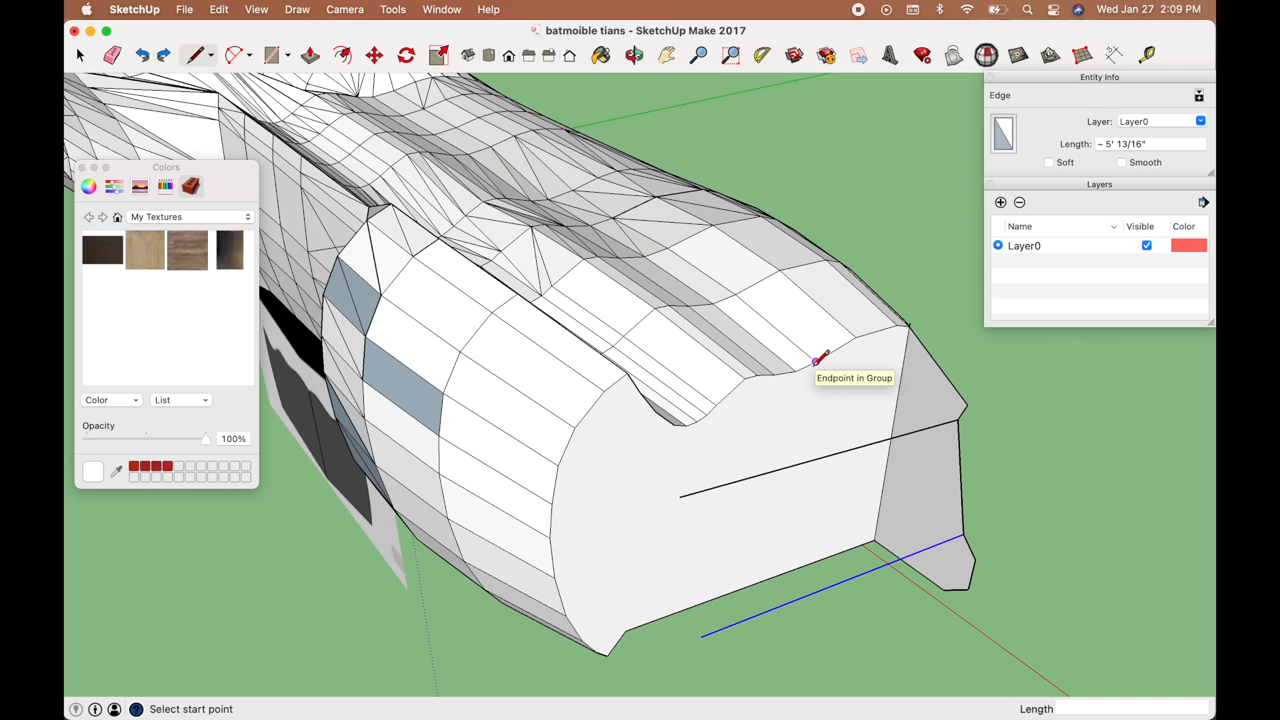 SketchUp File Edit View Draw Camera Tools Window Help Wed Jan 27 2:09 PM
batmoible tians - SketchUp Make 2017
Entity Info
Edge
Layer: Layer0
Length: ~ 5' 13/16"
Soft Smooth
Layers
Name Visible Color
Layer0
Colors
My Textures
Color List
Opacity
100%
Endpoint in Group
Select start point
Length